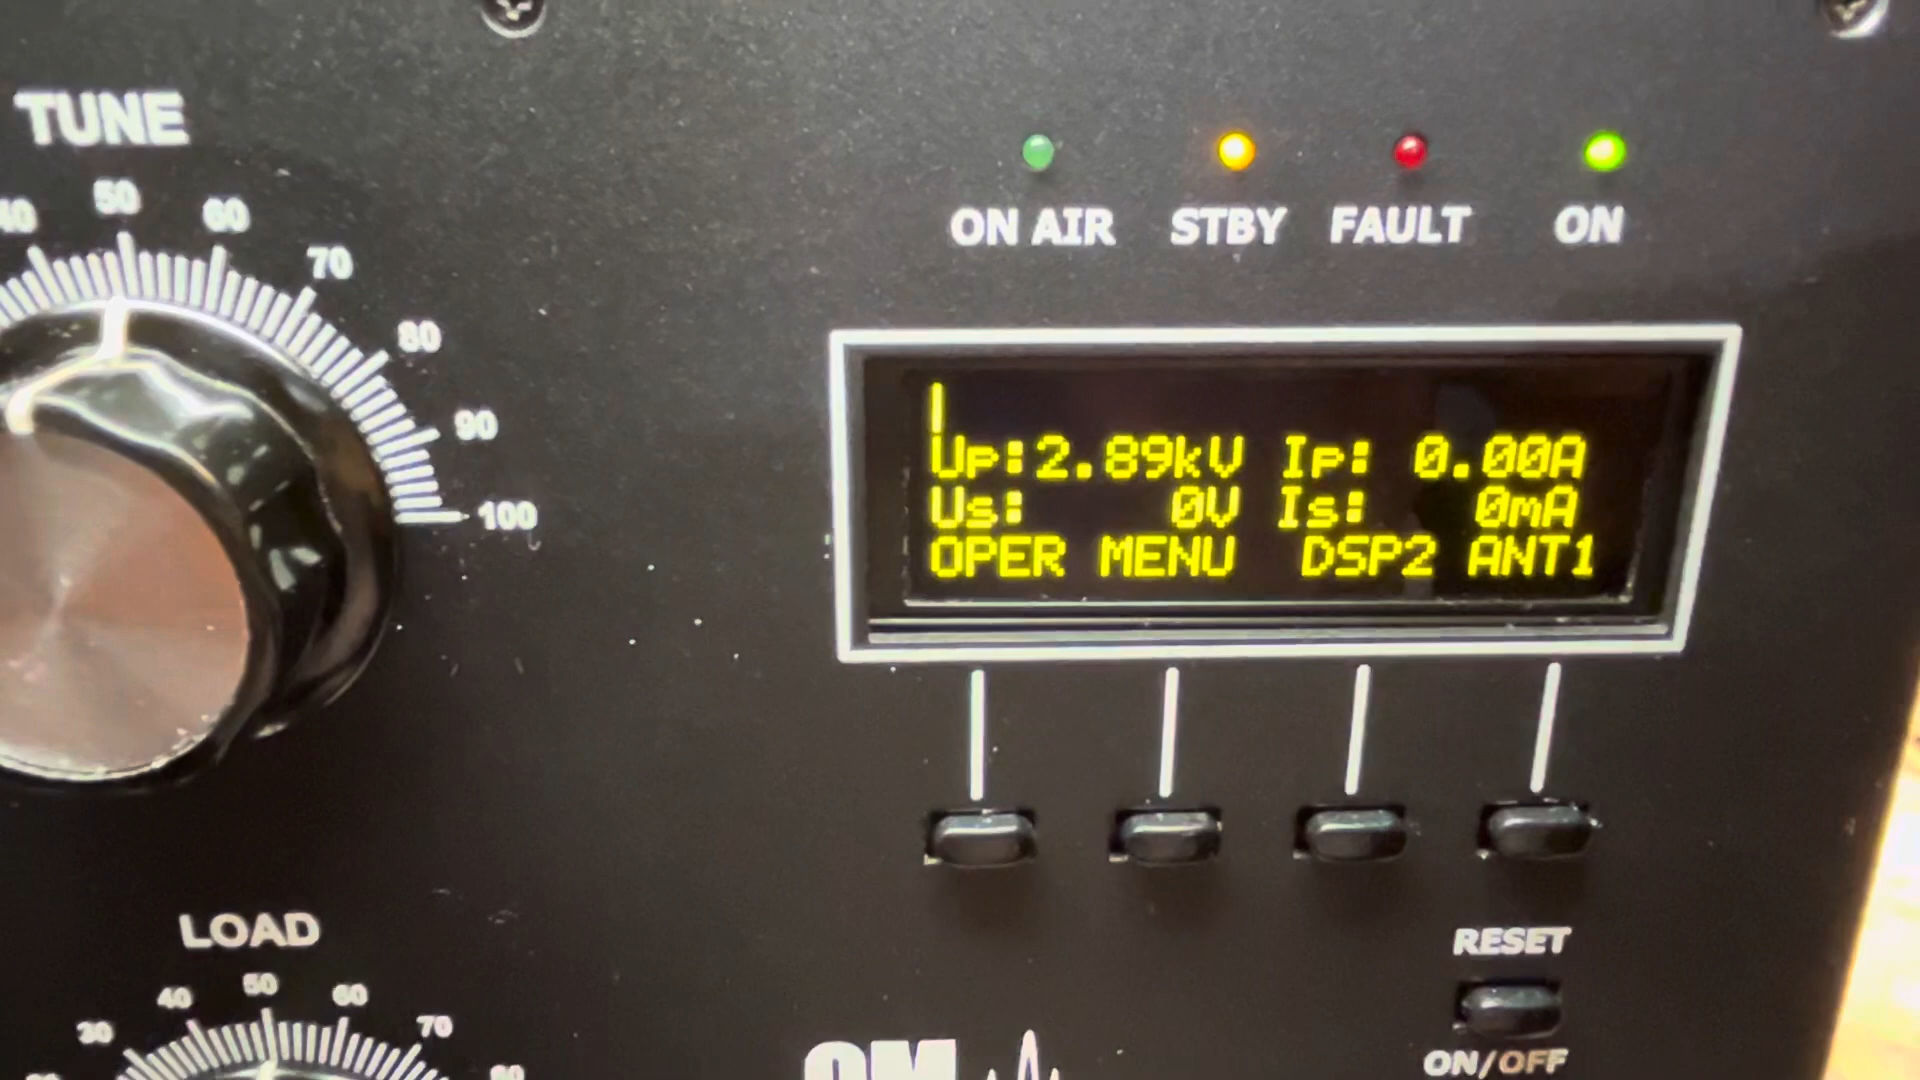 TUNE
40 50 60 70 80 90 100
ON AIR STBY FAULT ON
Up:2.89kV Ip: 0.00A
Us: 0V Is: 0mA
OPER MENU DSP2 ANT1
LOAD
30 40 50 60 70
RESET
ON/OFF
OM